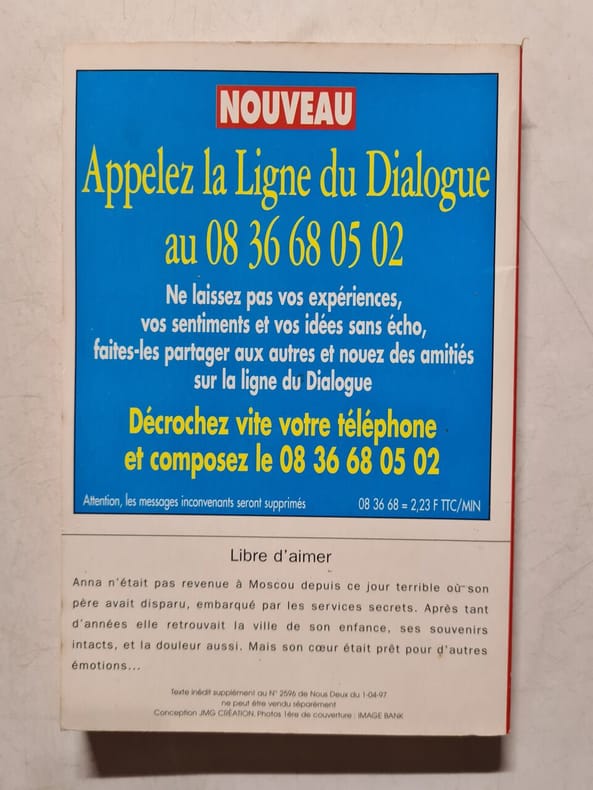 NOUVEAU
Appelez la Ligne du Dialogue
au 08 36 68 05 02
Ne laissez pas vos expériences,
vos sentiments et vos idées sans écho,
faites-les partager aux autres et nouez des amitiés
sur la ligne du Dialogue
Décrochez vite votre téléphone
et composez le 08 36 68 05 02
Attention, les messages inconvenants seront supprimés 08 36 68 = 2,23 F TTC/MIN
Libre d'aimer
Anna n'était pas revenue à Moscou depuis ce jour terrible où son
père avait disparu, embarqué par les services secrets. Après tant
d'années elle retrouvait la ville de son enfance, ses souvenirs
intacts, et la douleur aussi. Mais son cœur était prêt pour d'autres
émotions...
Texte inédit supplément au N° 2596 de Nous Deux du 1-04-97
ne peut être vendu séparément
Conception JMG CRÉATION. Photos 1ère de couverture : IMAGE BANK